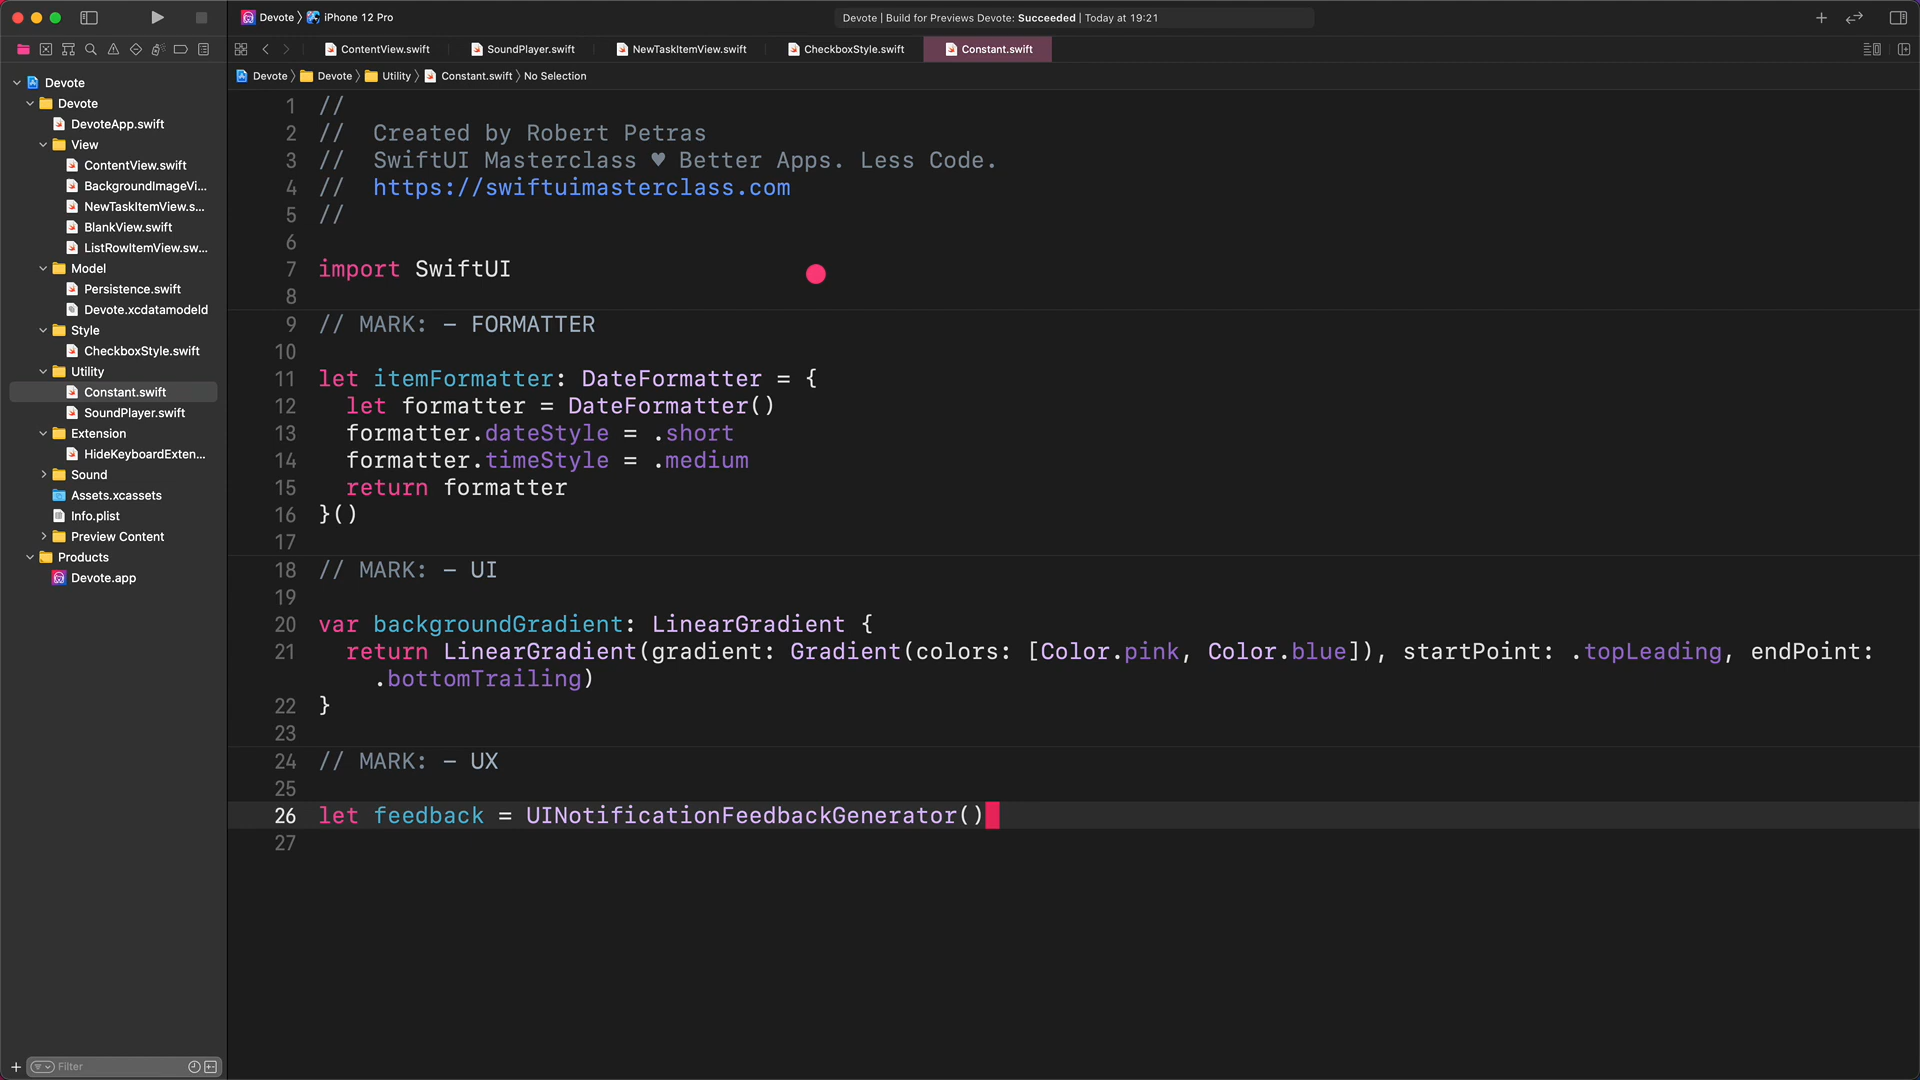 Devote
iPhone 12 Pro
Devote | Build for Previews Devote: Succeeded | Today at 19:21
ContentView.swift
SoundPlayer.swift
NewTaskItemView.swift
CheckboxStyle.swift
Constant.swift
Devote
Devote
Utility
Constant.swift
No Selection
Devote
Devote
DevoteApp.swift
View
ContentView.swift
BackgroundImageVi...
NewTaskItemView.s...
BlankView.swift
ListRowItemView.sw...
Model
Persistence.swift
Devote.xcdatamodeld
Style
CheckboxStyle.swift
Utility
Constant.swift
SoundPlayer.swift
Extension
HideKeyboardExten...
Sound
Assets.xcassets
Info.plist
Preview Content
Products
Devote.app
Filter
1 //
2 //  Created by Robert Petras
3 //  SwiftUI Masterclass ♥ Better Apps. Less Code.
4 //  https://swiftuimasterclass.com
5 //
6
7 import SwiftUI
8
9 // MARK: - FORMATTER
10
11 let itemFormatter: DateFormatter = {
12   let formatter = DateFormatter()
13   formatter.dateStyle = .short
14   formatter.timeStyle = .medium
15   return formatter
16 }()
17
18 // MARK: - UI
19
20 var backgroundGradient: LinearGradient {
21   return LinearGradient(gradient: Gradient(colors: [Color.pink, Color.blue]), startPoint: .topLeading, endPoint:
.bottomTrailing)
22 }
23
24 // MARK: - UX
25
26 let feedback = UINotificationFeedbackGenerator()
27